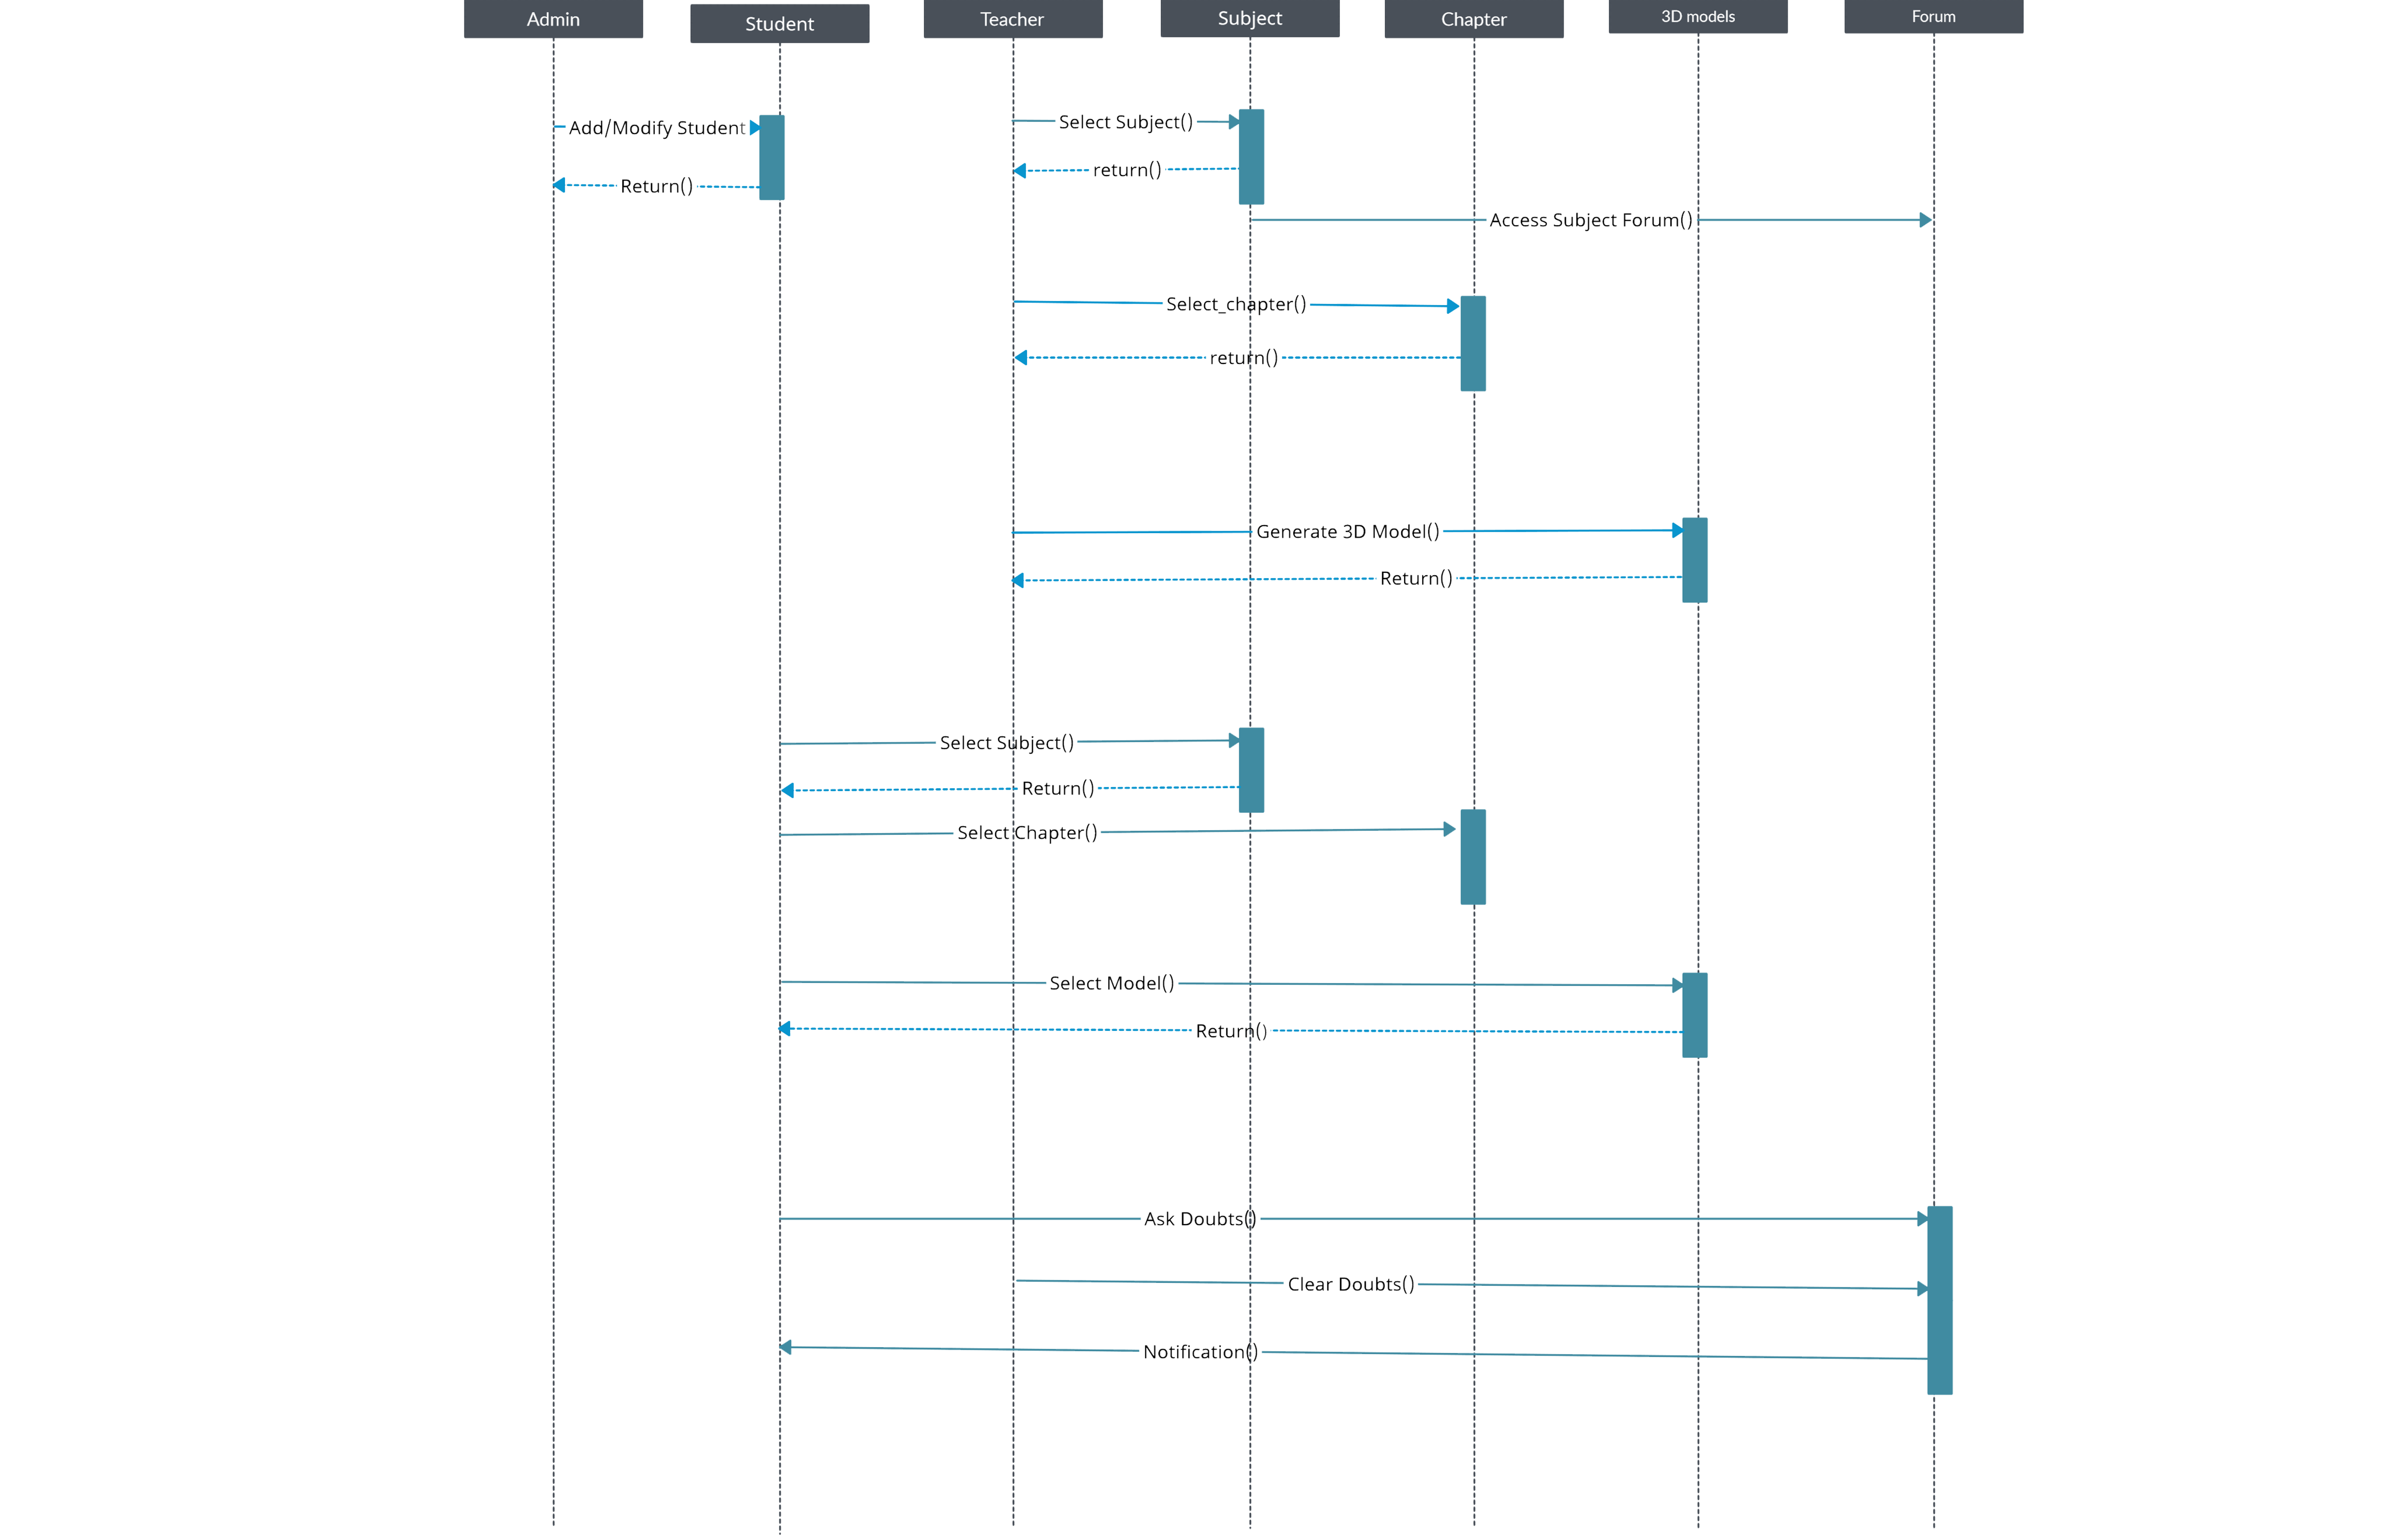 Admin
Student
Teacher
Subject
Chapter
3D models
Forum
Add/Modify Student
Select Subject()
return()
Return()
Access Subject Forum()
Select_chapter()
return()
Generate 3D Model()
Return()
Select Subject()
Return()
Select Chapter()
Select Model()
Return()
Ask Doubts()
Clear Doubts()
Notification()